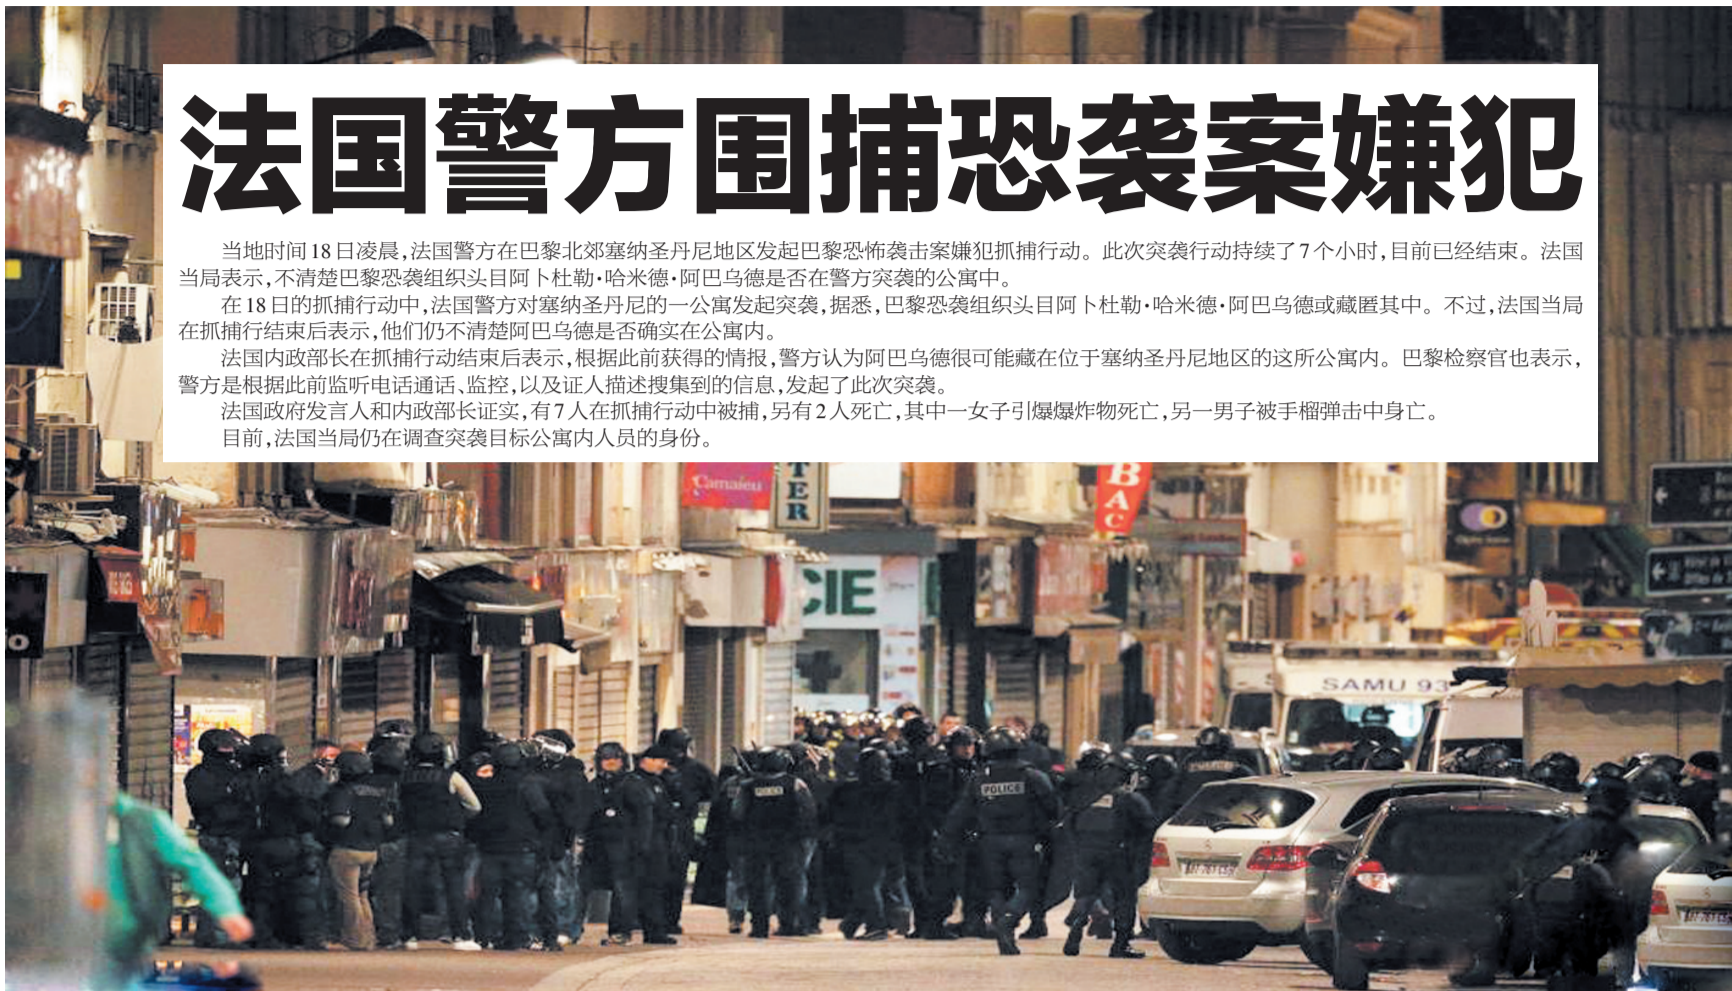 法国警方围捕恐袭案嫌犯
当地时间18日凌晨,法国警方在巴黎北郊塞纳圣丹尼地区发起巴黎恐怖袭击案嫌犯抓捕行动。此次突袭行动持续了7个小时,目前已经结束。法国
当局表示,不清楚巴黎恐袭组织头目阿卜杜勒·哈米德·阿巴乌德是否在警方突袭的公寓中。
在18日的抓捕行动中,法国警方对塞纳圣丹尼的一公寓发起突袭,据悉,巴黎恐袭组织头目阿卜杜勒·哈米德·阿巴乌德或藏匿其中。不过,法国当局
在抓捕行结束后表示,他们仍不清楚阿巴乌德是否确实在公寓内。
法国内政部长在抓捕行动结束后表示,根据此前获得的情报,警方认为阿巴乌德很可能藏在位于塞纳圣丹尼地区的这所公寓内。巴黎检察官也表示,
警方是根据此前监听电话通话、监控,以及证人描述搜集到的信息,发起了此次突袭。
法国政府发言人和内政部长证实,有7人在抓捕行动中被捕,另有2人死亡,其中一女子引爆爆炸物死亡,另一男子被手榴弹击中身亡。
目前,法国当局仍在调查突袭目标公寓内人员的身份。
Camaïeu
TER
BAC
CIE
SAMU 93
POLICE
POLICE